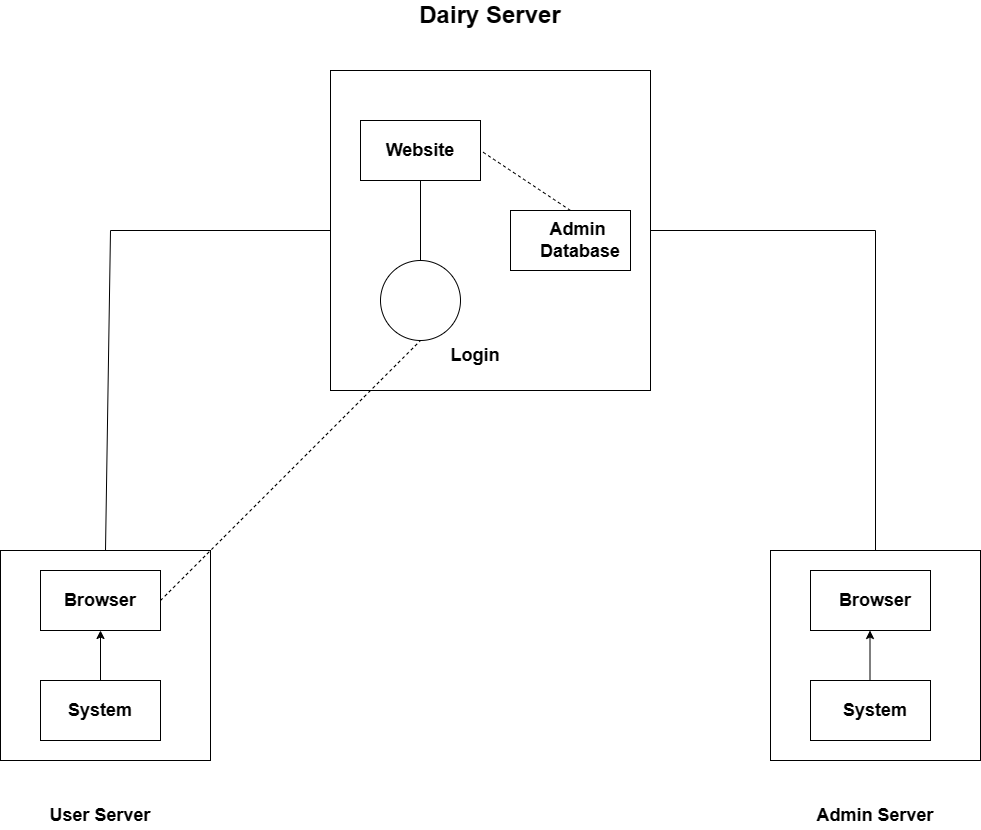 Dairy Server
Website
Admin
Database
Login
Browser
System
Browser
System
User Server
Admin Server